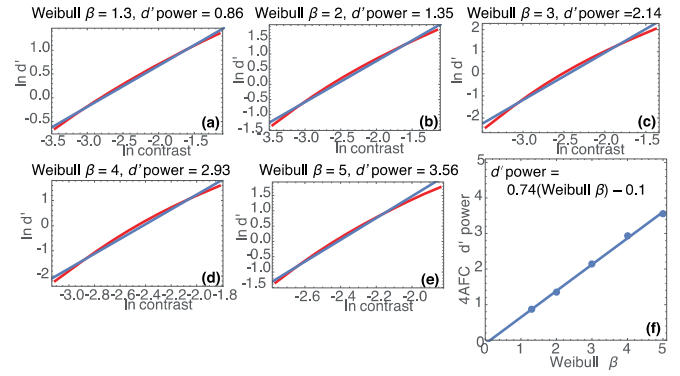 Weibull β = 1.3, d′power = 0.86
Weibull β = 2, d′power = 1.35
Weibull β = 3, d′power =2.14
ln d′
1.0
0.5
0.0
-0.5
-3.5 -3.0 -2.5 -2.0 -1.5
ln contrast
(a)
ln d′
1.5
1.0
0.5
0.0
-0.5
-1.0
-1.5
-3.5 -3.0 -2.5 -2.0 -1.5
ln contrast
(b)
ln d′
2
1
0
-1
-2
-3.0 -2.5 -2.0 -1.5
ln contrast
(c)
Weibull β = 4, d′power = 2.93
Weibull β = 5, d′power = 3.56
ln d′
2
1
0
-1
-2
-3.0 -2.8 -2.6 -2.4 -2.2 -2.0 -1.8
ln contrast
(d)
ln d′
1.5
1.0
0.5
0.0
-0.5
-1.0
-1.5
-2.6 -2.4 -2.2 -2.0
ln contrast
(e)
d′power =
0.74(Weibull β) − 0.1
4AFC d′ power
5
4
3
2
1
0
0 1 2 3 4 5
Weibull β
(f)